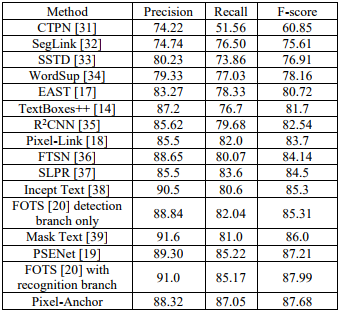 Method Precision Recall F-score
CTPN [31] 74.22 51.56 60.85
SegLink [32] 74.74 76.50 75.61
SSTD [33] 80.23 73.86 76.91
WordSup [34] 79.33 77.03 78.16
EAST [17] 83.27 78.33 80.72
TextBoxes++ [14] 87.2 76.7 81.7
R²CNN [35] 85.62 79.68 82.54
Pixel-Link [18] 85.5 82.0 83.7
FTSN [36] 88.65 80.07 84.14
SLPR [37] 85.5 83.6 84.5
Incept Text [38] 90.5 80.6 85.3
FOTS [20] detection
branch only 88.84 82.04 85.31
Mask Text [39] 91.6 81.0 86.0
PSENet [19] 89.30 85.22 87.21
FOTS [20] with
recognition branch 91.0 85.17 87.99
Pixel-Anchor 88.32 87.05 87.68